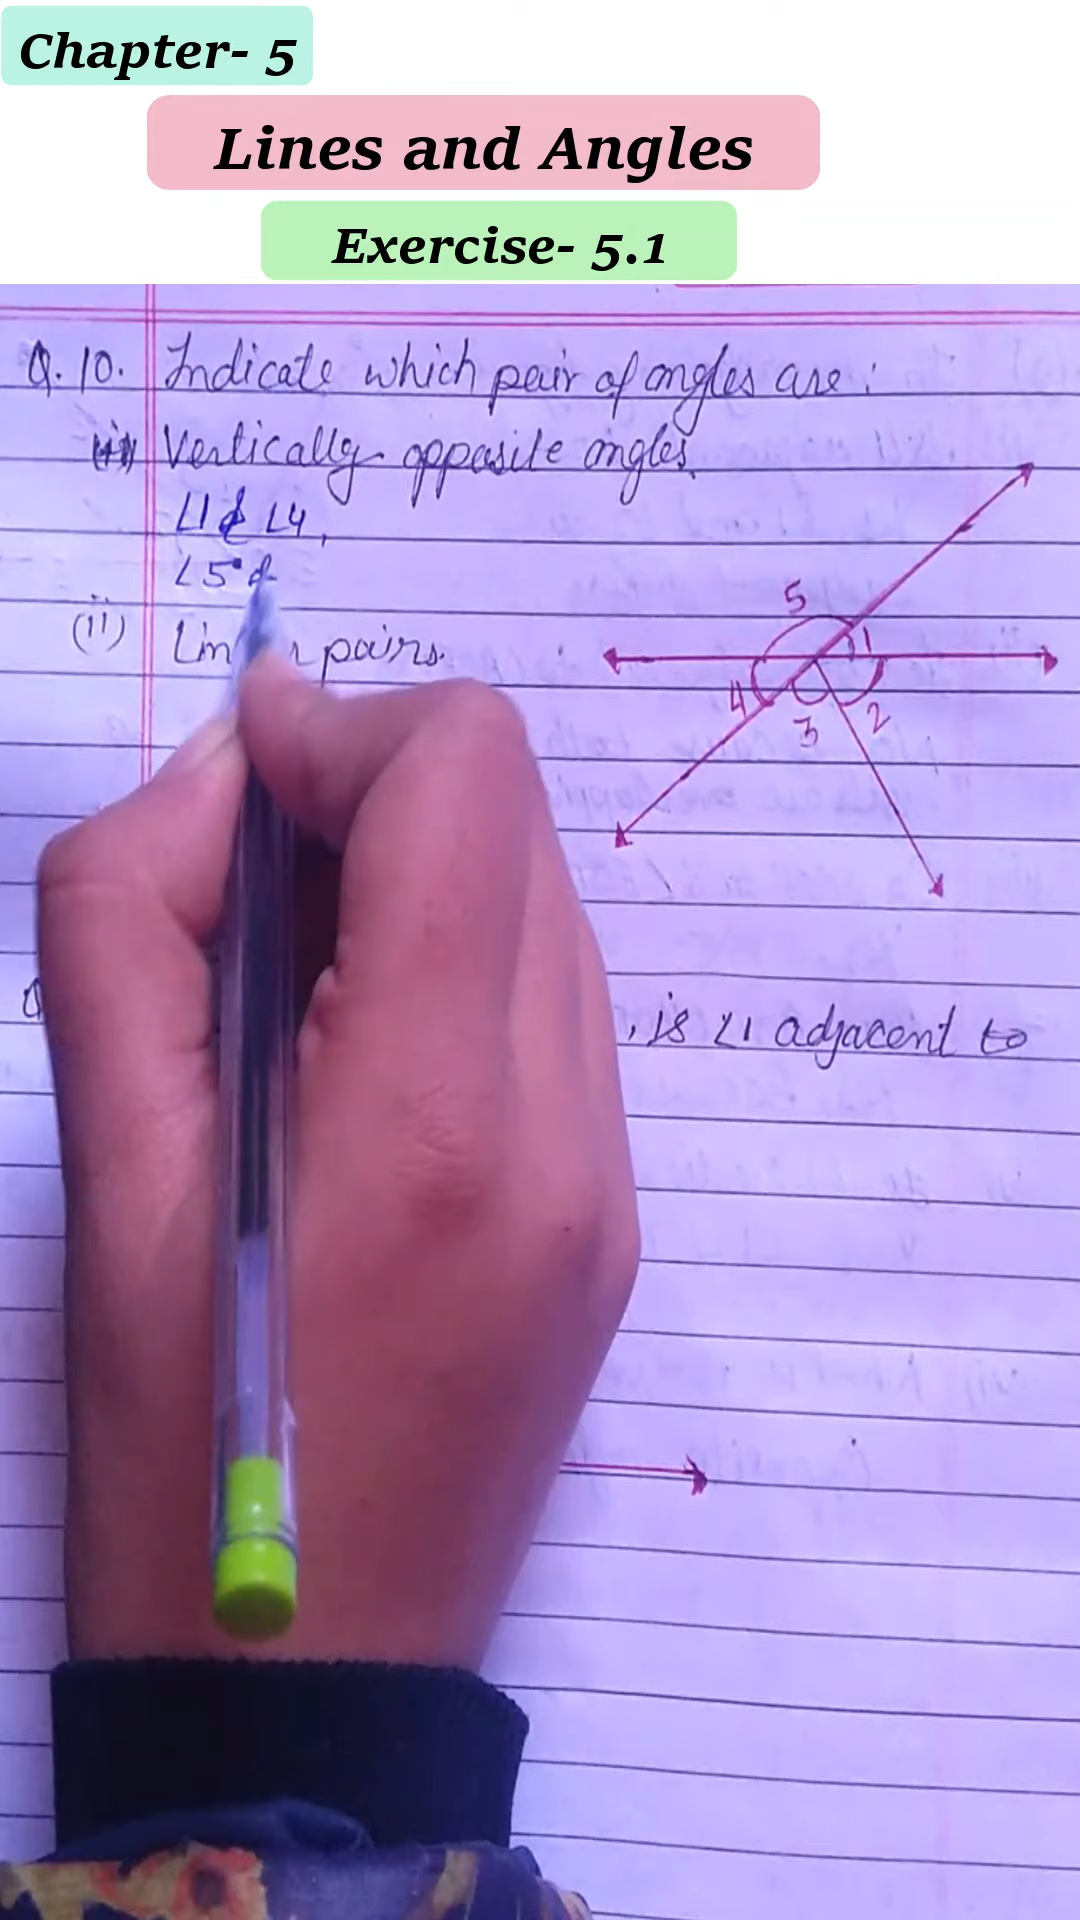 Chapter- 5
Lines and Angles
Exercise- 5.1
Q. 10. Indicate which pair of angles are:
Vertically opposite angles.
∠1 & ∠4,
∠5 &
(ii) pairs.
5
1
4
3
2
, is ∠1 adjacent to